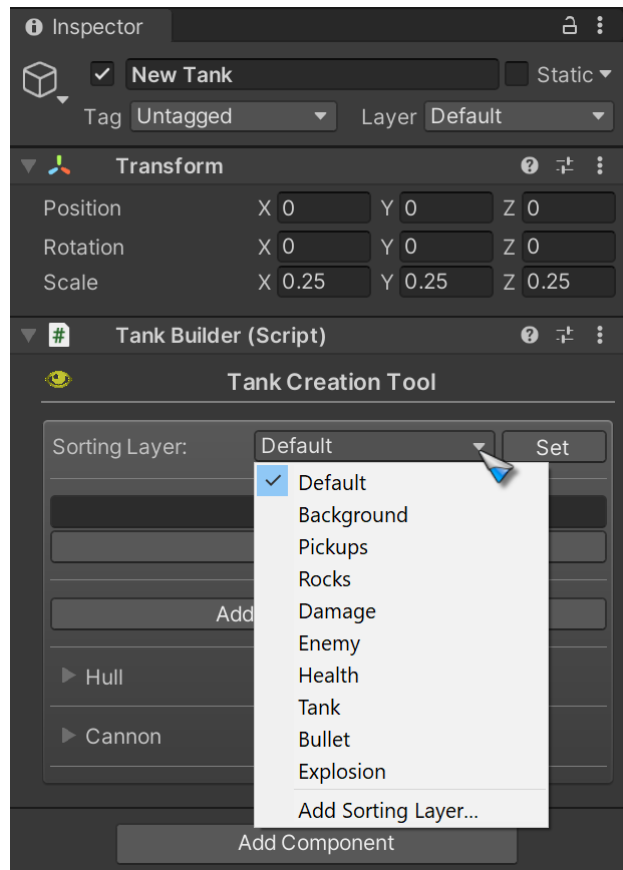 Inspector
New Tank Static
Tag Untagged Layer Default
Transform
Position X 0 Y 0 Z 0
Rotation X 0 Y 0 Z 0
Scale X 0.25 Y 0.25 Z 0.25
# Tank Builder (Script)
Tank Creation Tool
Sorting Layer: Default Set
Default
Background
Pickups
Rocks
Damage
Add
Enemy
Health
Hull
Tank
Cannon
Bullet
Explosion
Add Sorting Layer...
Add Component